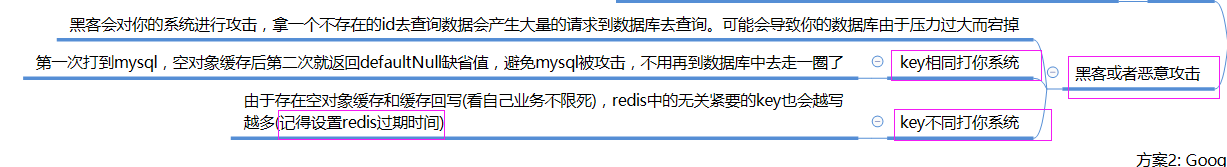 黑客会对你的系统进行攻击，拿一个不存在的id去查询数据会产生大量的请求到数据库去查询。可能会导致你的数据库由于压力过大而宕掉
第一次打到mysql，空对象缓存后第二次就返回defaultNull缺省值，避免mysql被攻击，不用再到数据库中去走一圈了
key相同打你系统
黑客或者恶意攻击
由于存在空对象缓存和缓存回写(看自己业务不限死)，redis中的无关紧要的key也会越写
越多(记得设置redis过期时间)
key不同打你系统
方案2: Goog